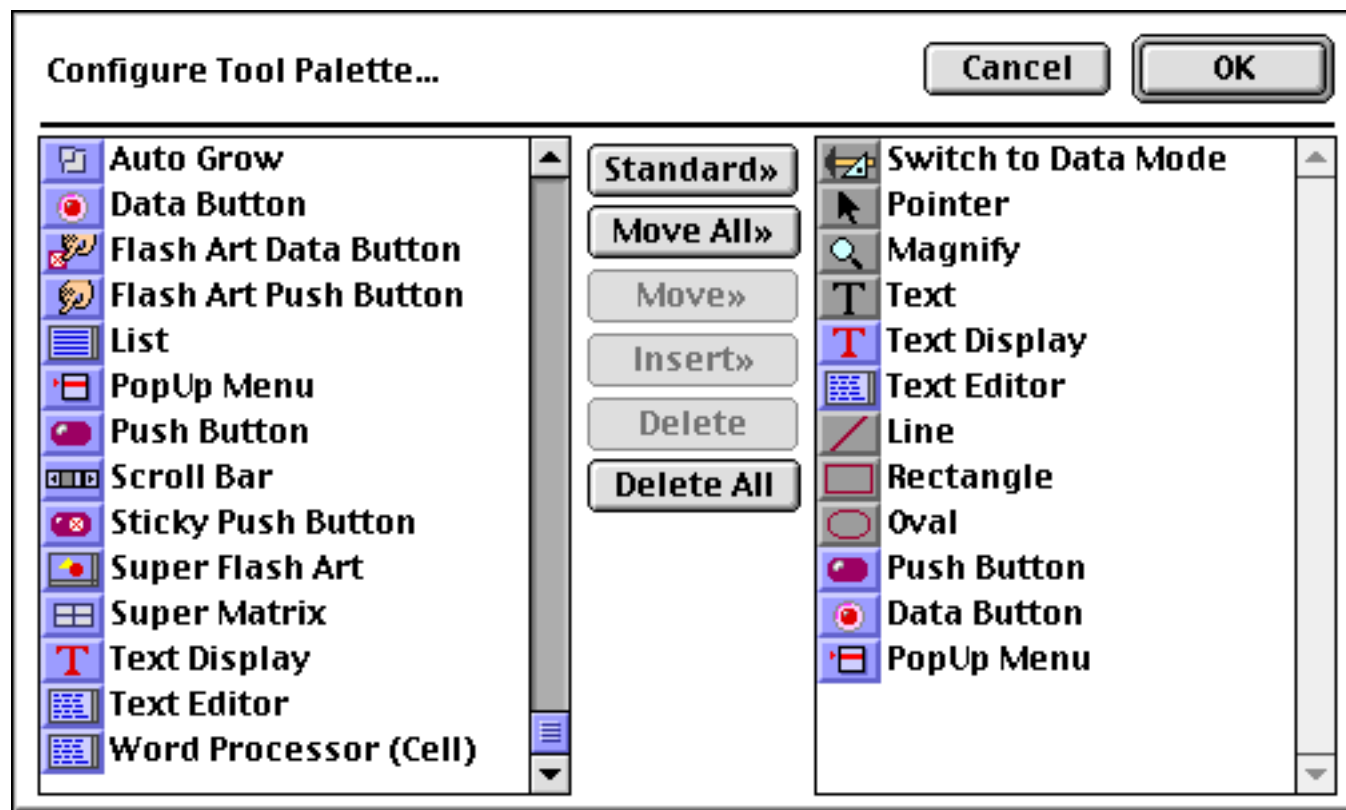 Configure Tool Palette...
Cancel
OK
Auto Grow
Data Button
Flash Art Data Button
Flash Art Push Button
List
PopUp Menu
Push Button
Scroll Bar
Sticky Push Button
Super Flash Art
Super Matrix
Text Display
Text Editor
Word Processor (Cell)
Standard»
Move All»
Move»
Insert»
Delete
Delete All
Switch to Data Mode
Pointer
Magnify
Text
Text Display
Text Editor
Line
Rectangle
Oval
Push Button
Data Button
PopUp Menu